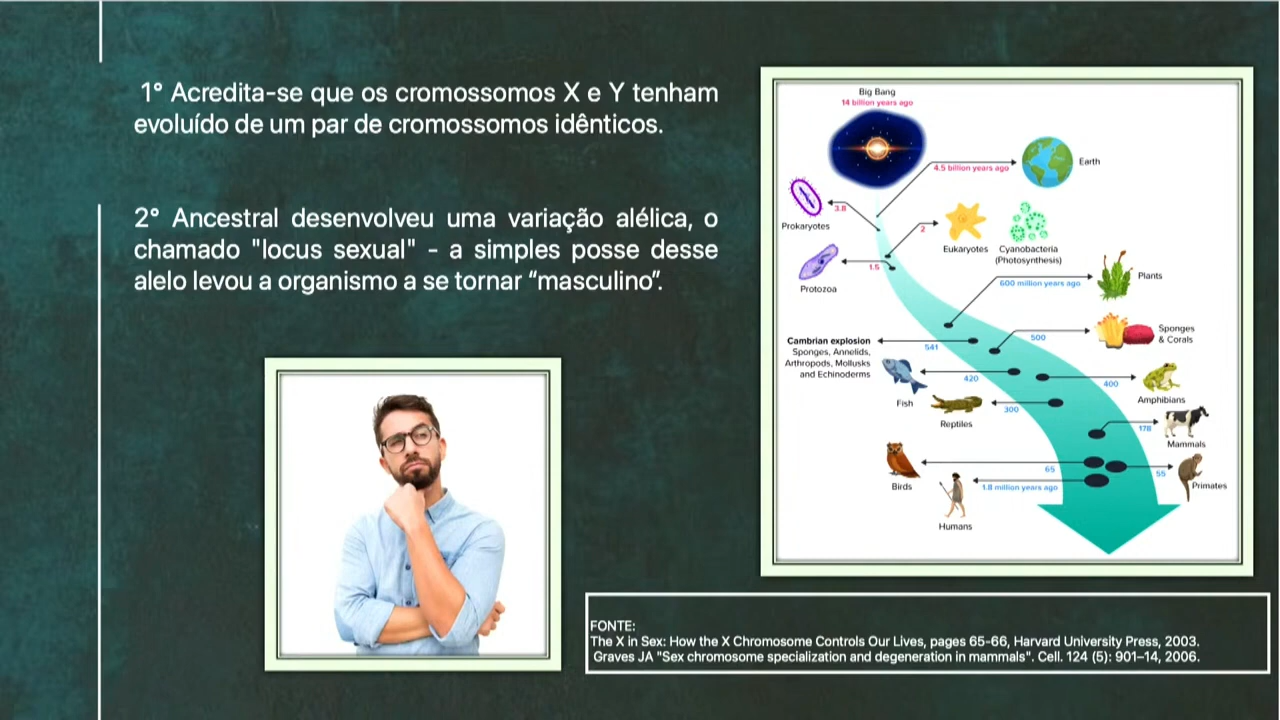 1° Acredita-se que os cromossomos X e Y tenham
evoluído de um par de cromossomos idênticos.
2° Ancestral desenvolveu uma variação alélica, o
chamado "locus sexual" - a simples posse desse
alelo levou a organismo a se tornar “masculino”.
Big Bang
14 billion years ago
4.5 billion years ago
Earth
3.8
Prokaryotes
2
Eukaryotes
Cyanobacteria
(Photosynthesis)
1.5
Protozoa
600 million years ago
Plants
Cambrian explosion
Sponges, Annelids,
Arthropods, Mollusks
and Echinoderms
541
500
Sponges
& Corals
420
Fish
400
Amphibians
300
Reptiles
178
Mammals
65
Birds
55
Primates
1.8 million years ago
Humans
FONTE:
The X in Sex: How the X Chromosome Controls Our Lives, pages 65-66, Harvard University Press, 2003.
Graves JA "Sex chromosome specialization and degeneration in mammals". Cell. 124 (5): 901–14, 2006.